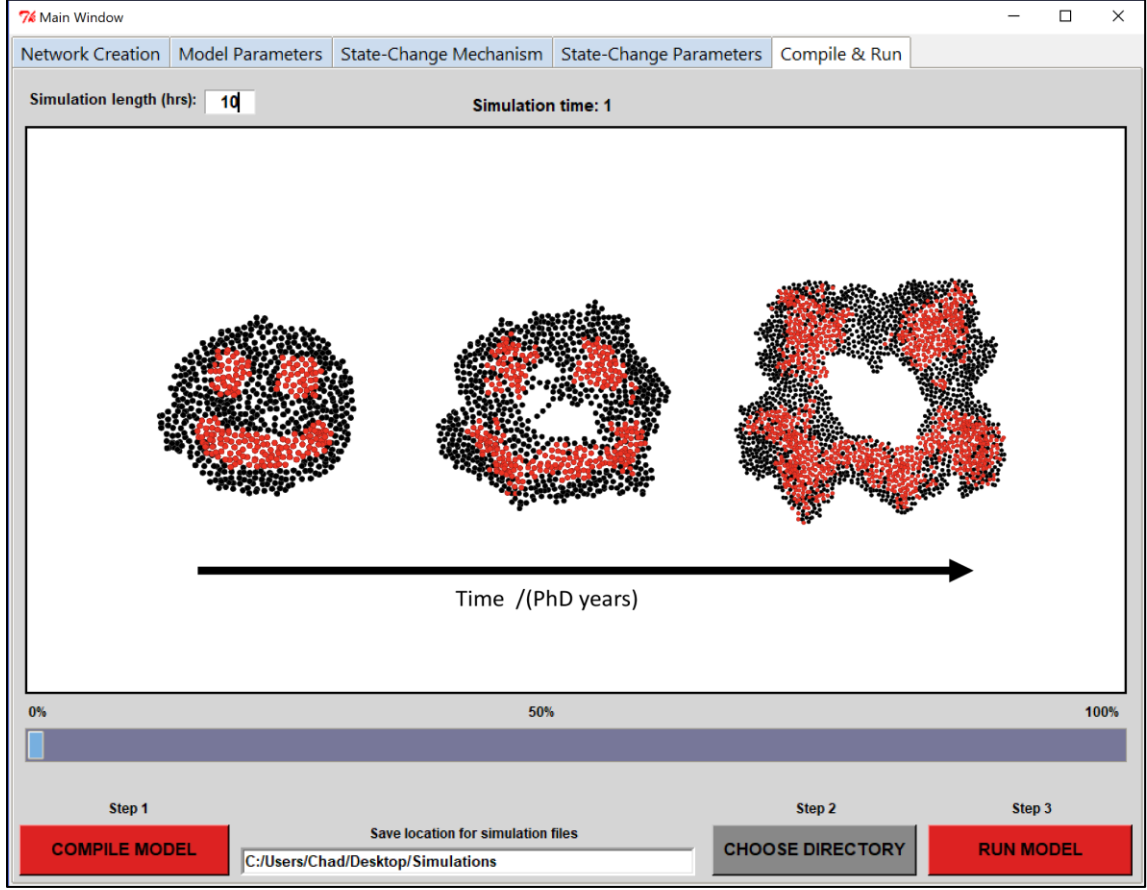 Main Window
Network Creation Model Parameters State-Change Mechanism State-Change Parameters Compile & Run
Simulation length (hrs): 10 Simulation time: 1
Time /(PhD years)
0% 50% 100%
Step 1 Step 2 Step 3
COMPILE MODEL Save location for simulation files CHOOSE DIRECTORY RUN MODEL
C:/Users/Chad/Desktop/Simulations